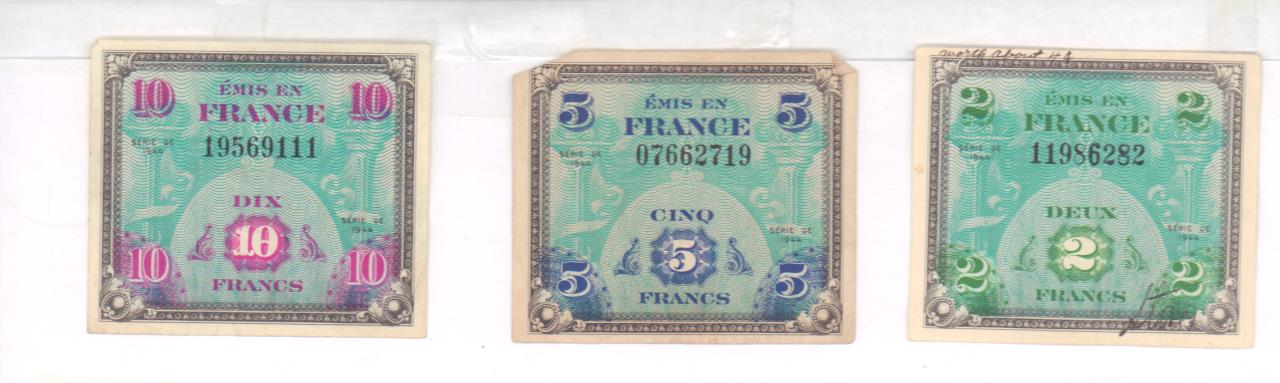 10 10
ÉMIS EN
FRANCE
19569111
SÉRIE DE
1944
DIX
SÉRIE DE
1944
10
10 10
FRANCS
5 5
ÉMIS EN
FRANCE
07662719
SÉRIE DE
1944
CINQ
SÉRIE DE
1944
5
5 5
FRANCS
worth about 4¢
2 2
ÉMIS EN
FRANCE
11986282
SÉRIE DE
1944
DEUX
SÉRIE DE
1944
2
2 2
FRANCS